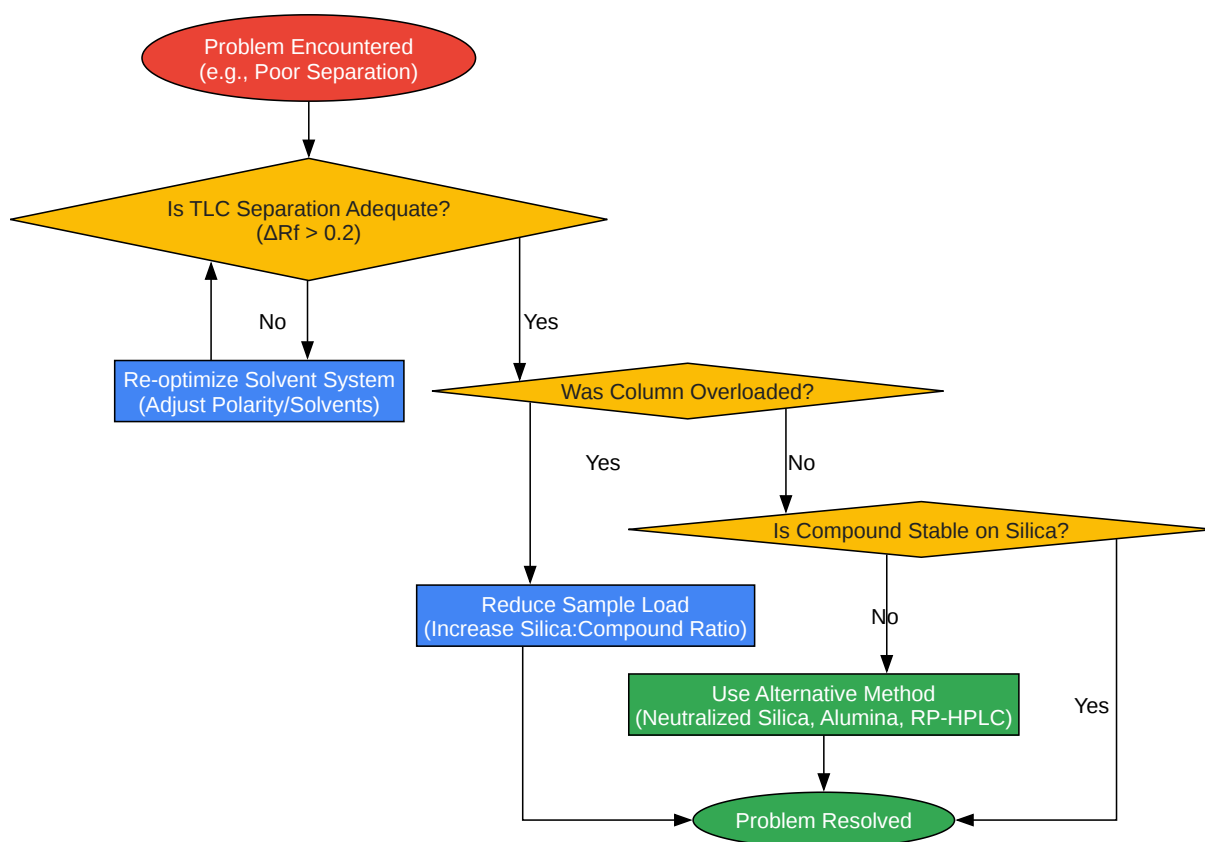 Problem Encountered
(e.g., Poor Separation)
Is TLC Separation Adequate?
(ΔRf > 0.2)
No
Yes
Re-optimize Solvent System
(Adjust Polarity/Solvents)
Was Column Overloaded?
Yes
No
Is Compound Stable on Silica?
Reduce Sample Load
(Increase Silica:Compound Ratio)
No
Use Alternative Method
(Neutralized Silica, Alumina, RP-HPLC)
Yes
Problem Resolved